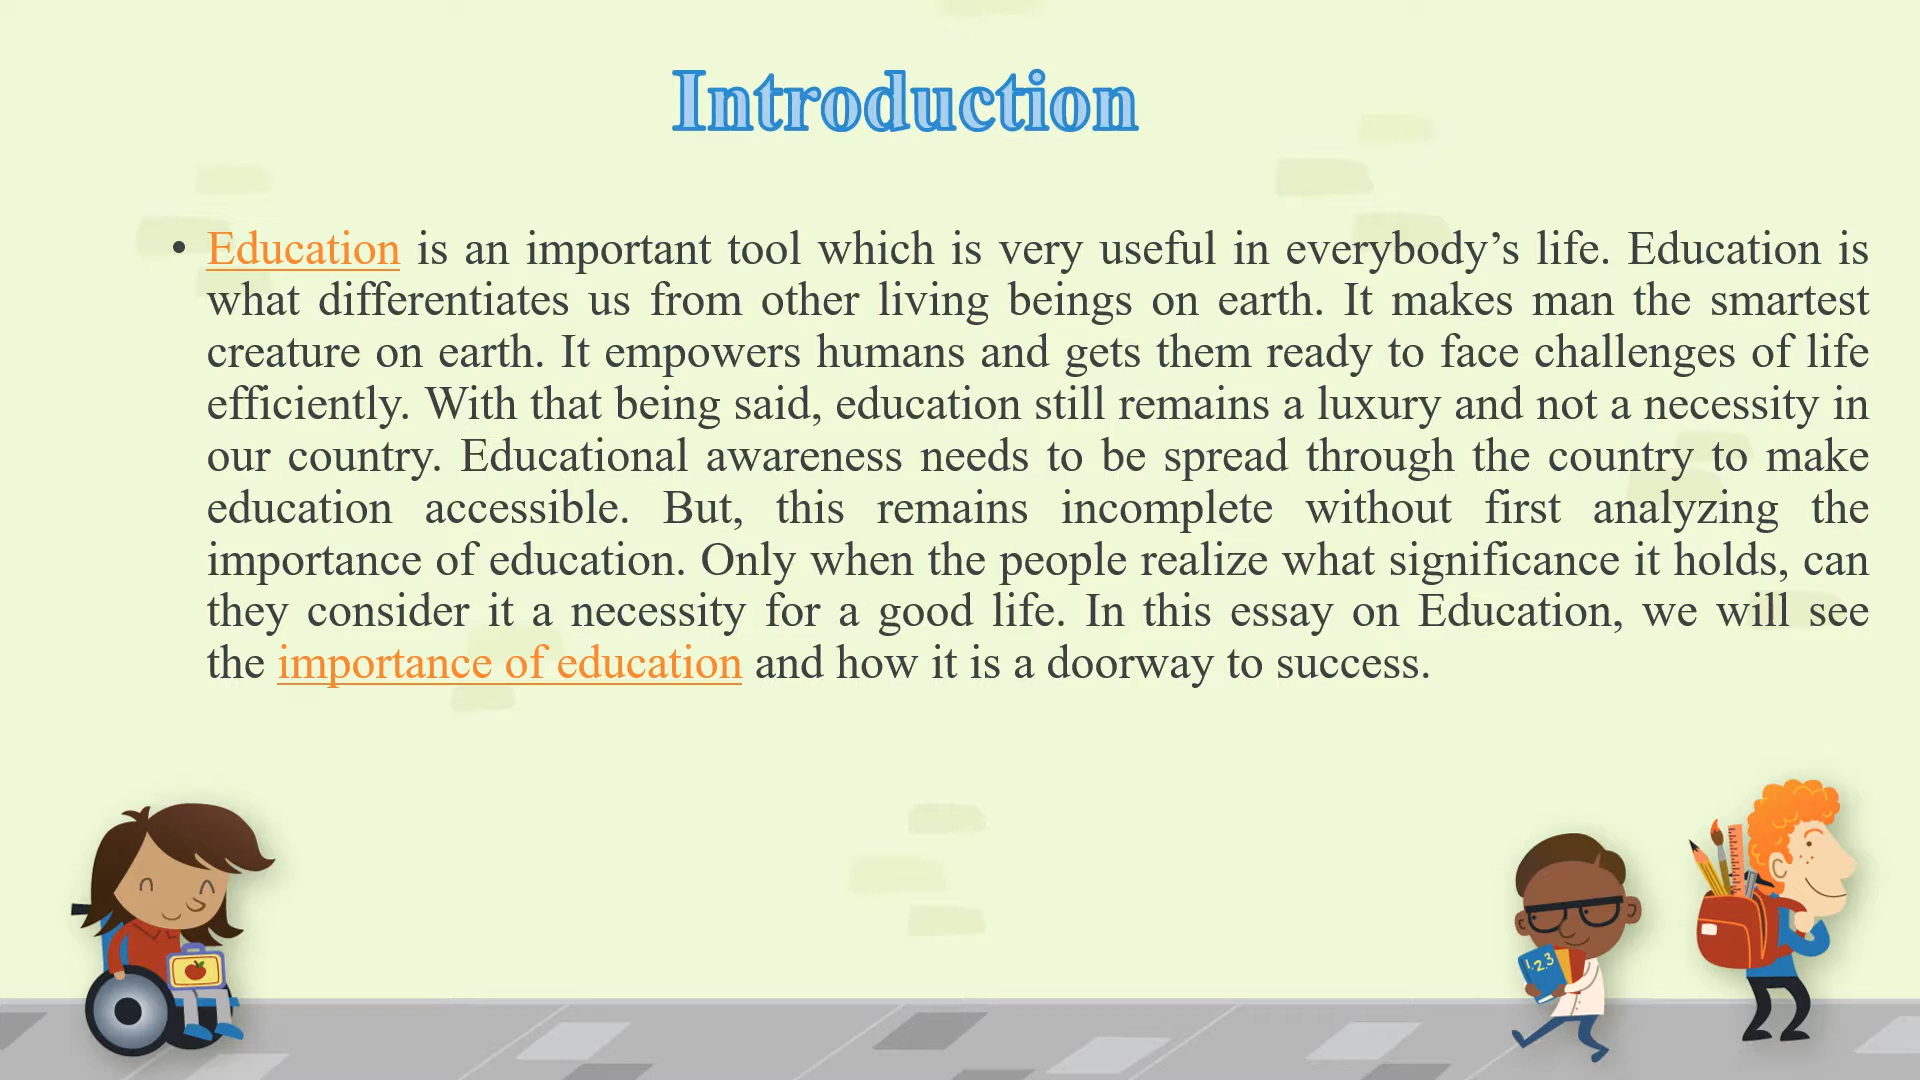 Introduction
• Education is an important tool which is very useful in everybody’s life. Education is
what differentiates us from other living beings on earth. It makes man the smartest
creature on earth. It empowers humans and gets them ready to face challenges of life
efficiently. With that being said, education still remains a luxury and not a necessity in
our country. Educational awareness needs to be spread through the country to make
education accessible. But, this remains incomplete without first analyzing the
importance of education. Only when the people realize what significance it holds, can
they consider it a necessity for a good life. In this essay on Education, we will see
the importance of education and how it is a doorway to success.
1,2,3